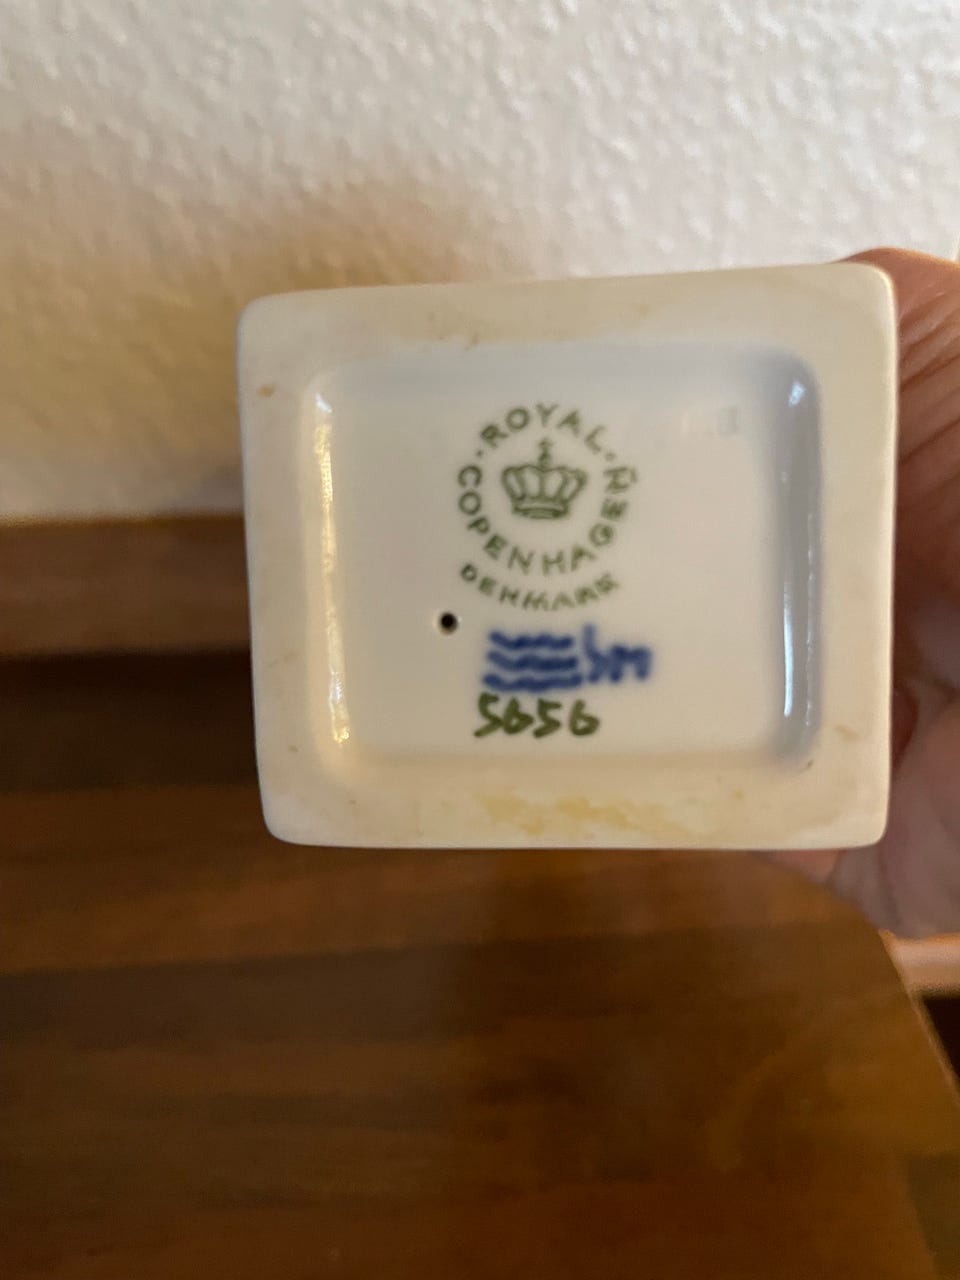 ROYAL
COPENHAGEN
DENMARK
5656